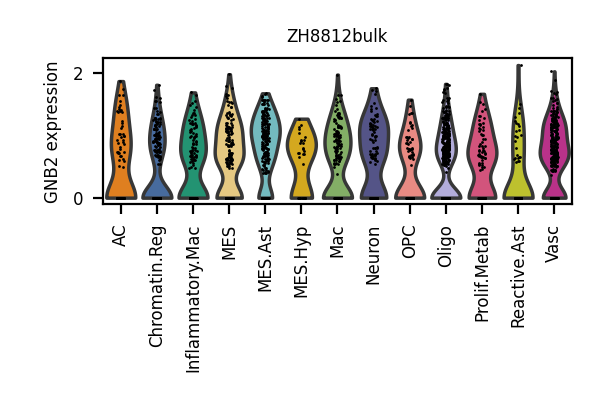 ZH8812bulk
GNB2 expression
2
0
AC
Chromatin.Reg
Inflammatory.Mac
MES
MES.Ast
MES.Hyp
Mac
Neuron
OPC
Oligo
Prolif.Metab
Reactive.Ast
Vasc